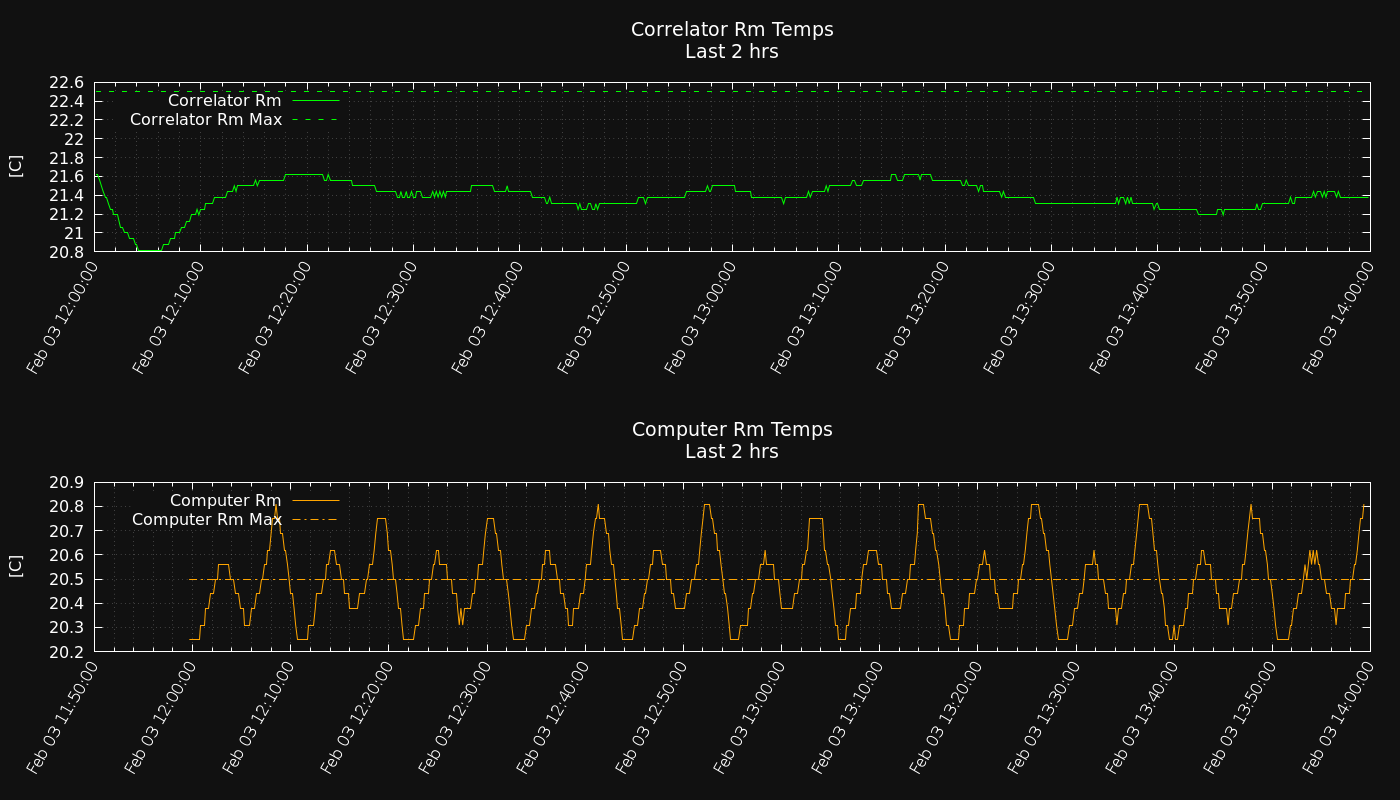 Correlator Rm Temps
Last 2 hrs
22.6
22.4
22.2
22
21.8
21.6
21.4
21.2
21
20.8
[C]
Correlator Rm
Correlator Rm Max
Feb 03 12:00:00
Feb 03 12:10:00
Feb 03 12:20:00
Feb 03 12:30:00
Feb 03 12:40:00
Feb 03 12:50:00
Feb 03 13:00:00
Feb 03 13:10:00
Feb 03 13:20:00
Feb 03 13:30:00
Feb 03 13:40:00
Feb 03 13:50:00
Feb 03 14:00:00
Computer Rm Temps
Last 2 hrs
20.9
20.8
20.7
20.6
20.5
20.4
20.3
20.2
[C]
Computer Rm
Computer Rm Max
Feb 03 11:50:00
Feb 03 12:00:00
Feb 03 12:10:00
Feb 03 12:20:00
Feb 03 12:30:00
Feb 03 12:40:00
Feb 03 12:50:00
Feb 03 13:00:00
Feb 03 13:10:00
Feb 03 13:20:00
Feb 03 13:30:00
Feb 03 13:40:00
Feb 03 13:50:00
Feb 03 14:00:00